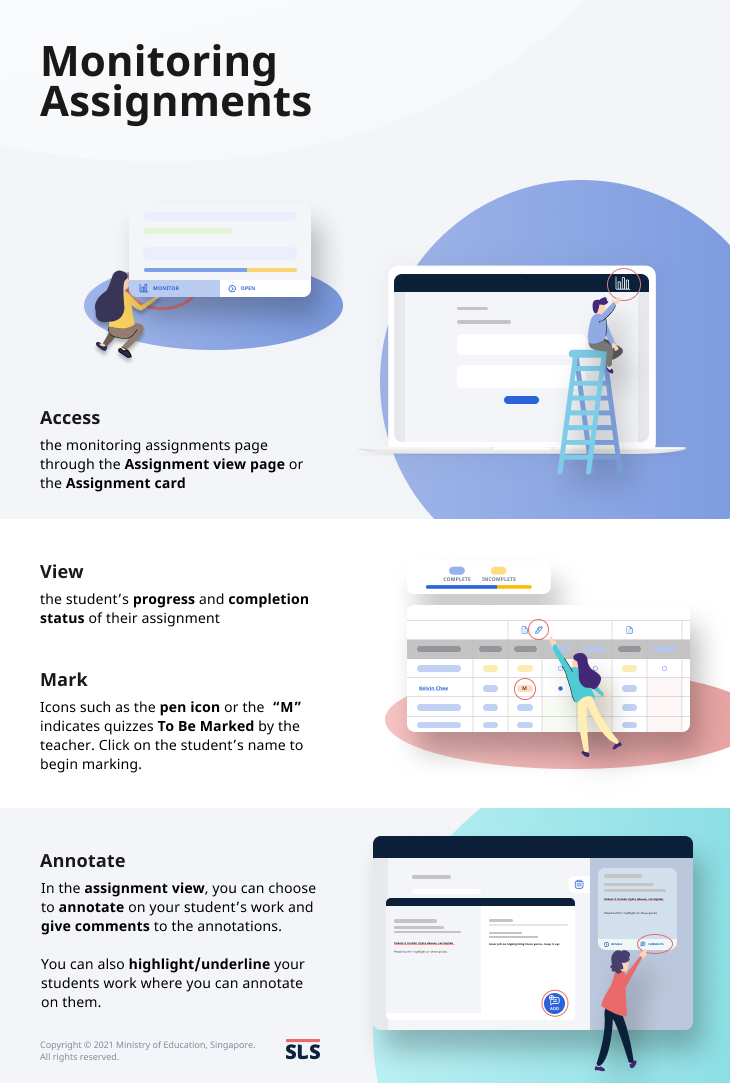 Monitoring
Assignments
MONITOR
OPEN
Access
the monitoring assignments page
through the Assignment view page or
the Assignment card
View
the student’s progress and completion
status of their assignment
COMPLETE INCOMPLETE
Mark
Icons such as the pen icon or the “M”
indicates quizzes To Be Marked by the
teacher. Click on the student’s name to
begin marking.
Kelvin Chee
M
Annotate
In the assignment view, you can choose
to annotate on your student’s work and
give comments to the annotations.
You can also highlight/underline your
students work where you can annotate
on them.
DETAILS
COMMENTS
ADD
Copyright © 2021 Ministry of Education, Singapore.
All rights reserved.
SLS